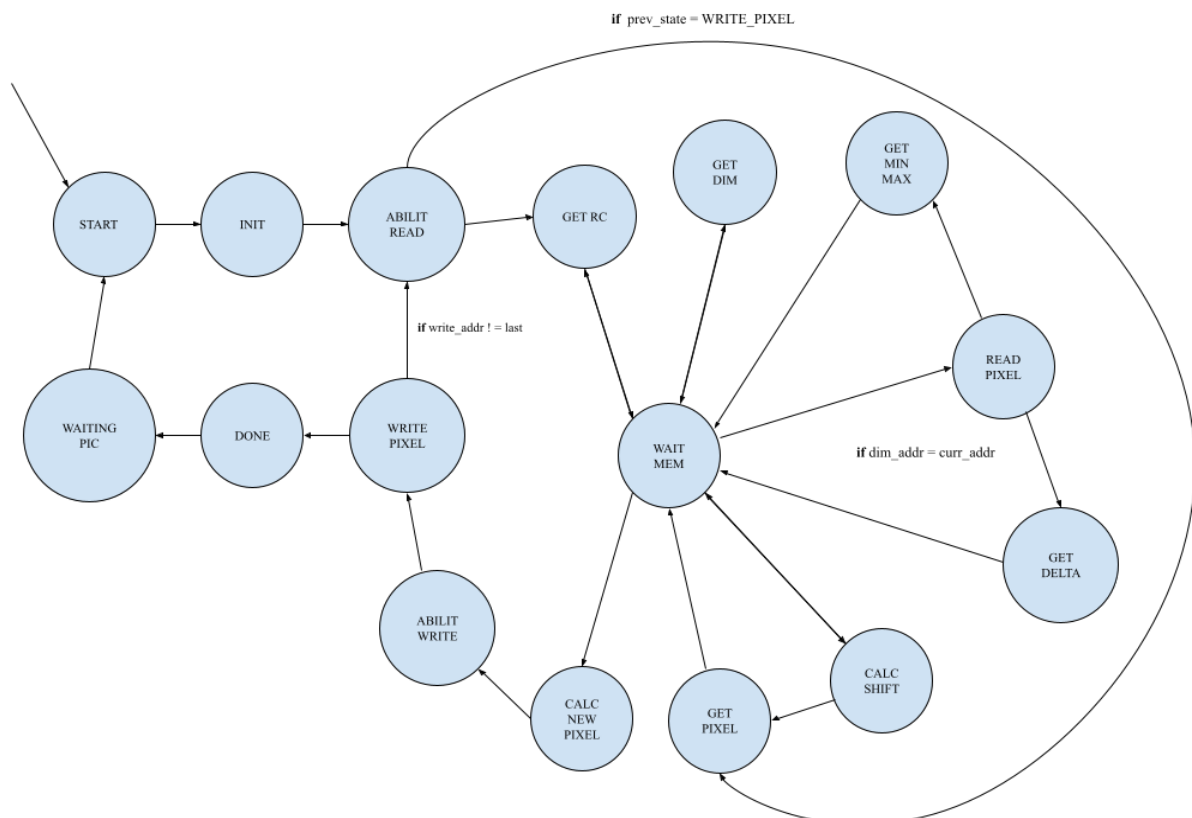 if prev_state = WRITE_PIXEL
GET
DIM
GET
MIN
MAX
START
INIT
ABILIT
READ
GET RC
if write_addr ! = last
READ
PIXEL
WAITING
PIC
DONE
WRITE
PIXEL
WAIT
MEM
if dim_addr = curr_addr
GET
DELTA
ABILIT
WRITE
CALC
SHIFT
CALC
NEW
PIXEL
GET
PIXEL